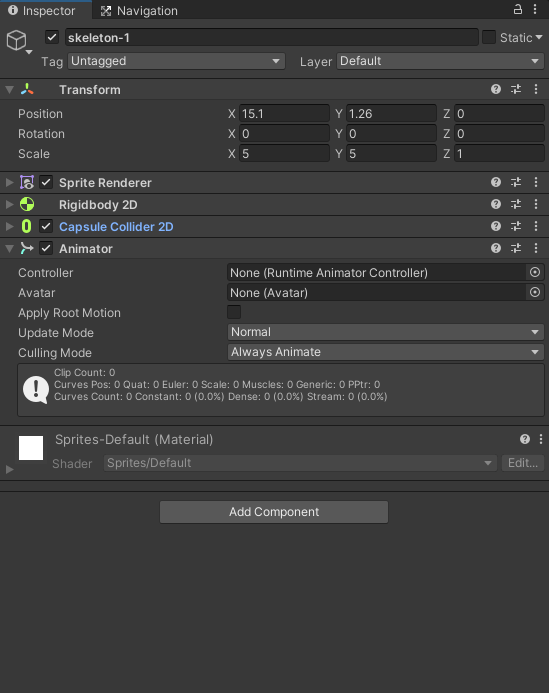 Inspector Navigation
skeleton-1 Static
Tag Untagged Layer Default
Transform
Position X 15.1 Y 1.26 Z 0
Rotation X 0 Y 0 Z 0
Scale X 5 Y 5 Z 1
Sprite Renderer
Rigidbody 2D
Capsule Collider 2D
Animator
Controller None (Runtime Animator Controller)
Avatar None (Avatar)
Apply Root Motion
Update Mode Normal
Culling Mode Always Animate
Clip Count: 0
Curves Pos: 0 Quat: 0 Euler: 0 Scale: 0 Muscles: 0 Generic: 0 PPtr: 0
Curves Count: 0 Constant: 0 (0.0%) Dense: 0 (0.0%) Stream: 0 (0.0%)
Sprites-Default (Material)
Shader Sprites/Default Edit...
Add Component